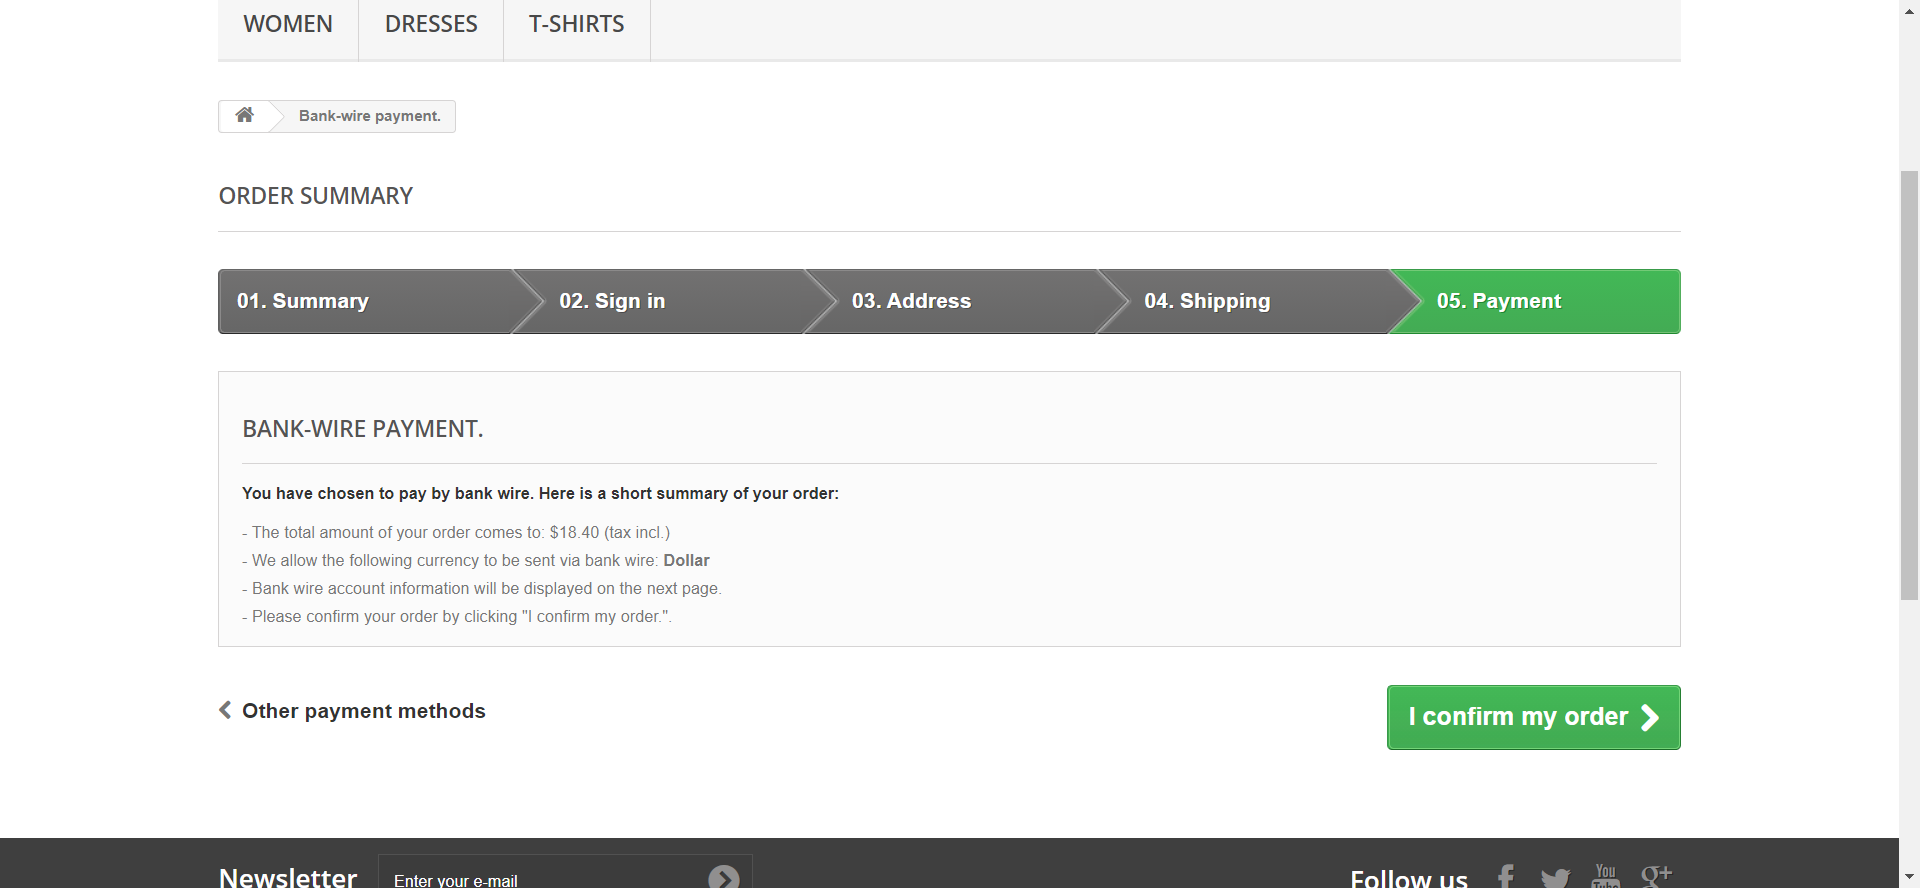 WOMEN DRESSES T-SHIRTS
Bank-wire payment.
ORDER SUMMARY
01. Summary 02. Sign in 03. Address 04. Shipping 05. Payment
BANK-WIRE PAYMENT.
You have chosen to pay by bank wire. Here is a short summary of your order:
- The total amount of your order comes to: $18.40 (tax incl.)
- We allow the following currency to be sent via bank wire: Dollar
- Bank wire account information will be displayed on the next page.
- Please confirm your order by clicking "I confirm my order.".
Other payment methods I confirm my order
Newsletter Enter your e-mail Follow us You Tube g+